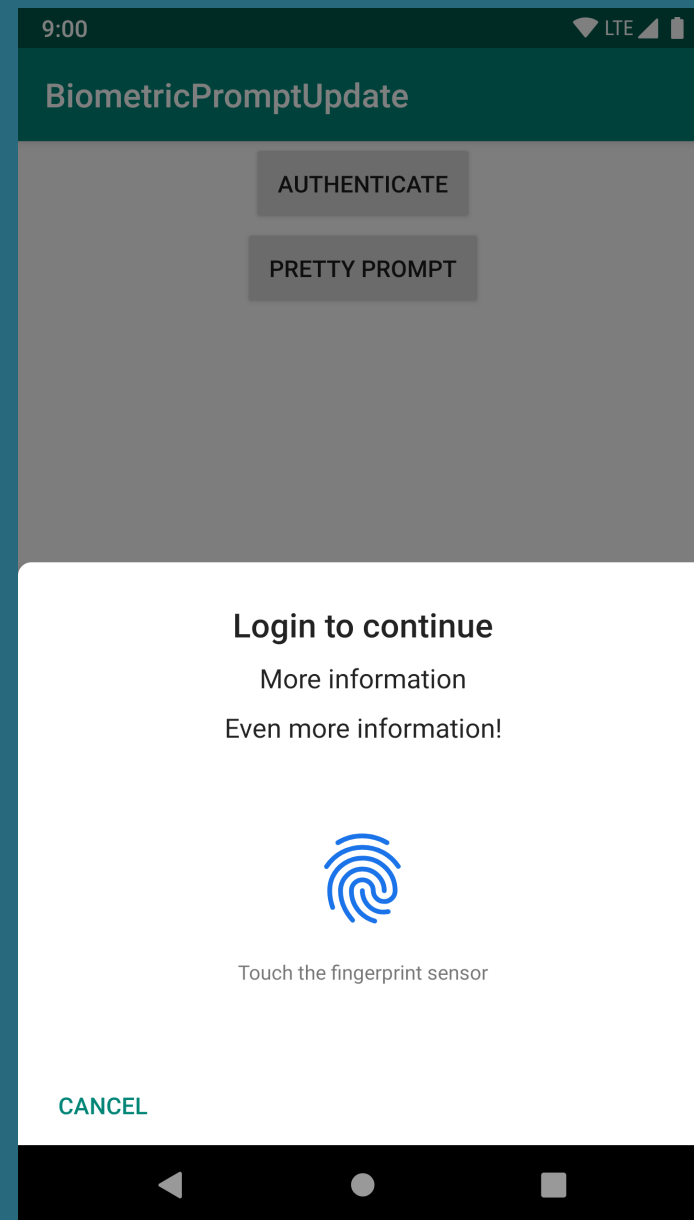 9:00 LTE
BiometricPromptUpdate
AUTHENTICATE
PRETTY PROMPT
Login to continue
More information
Even more information!
Touch the fingerprint sensor
CANCEL